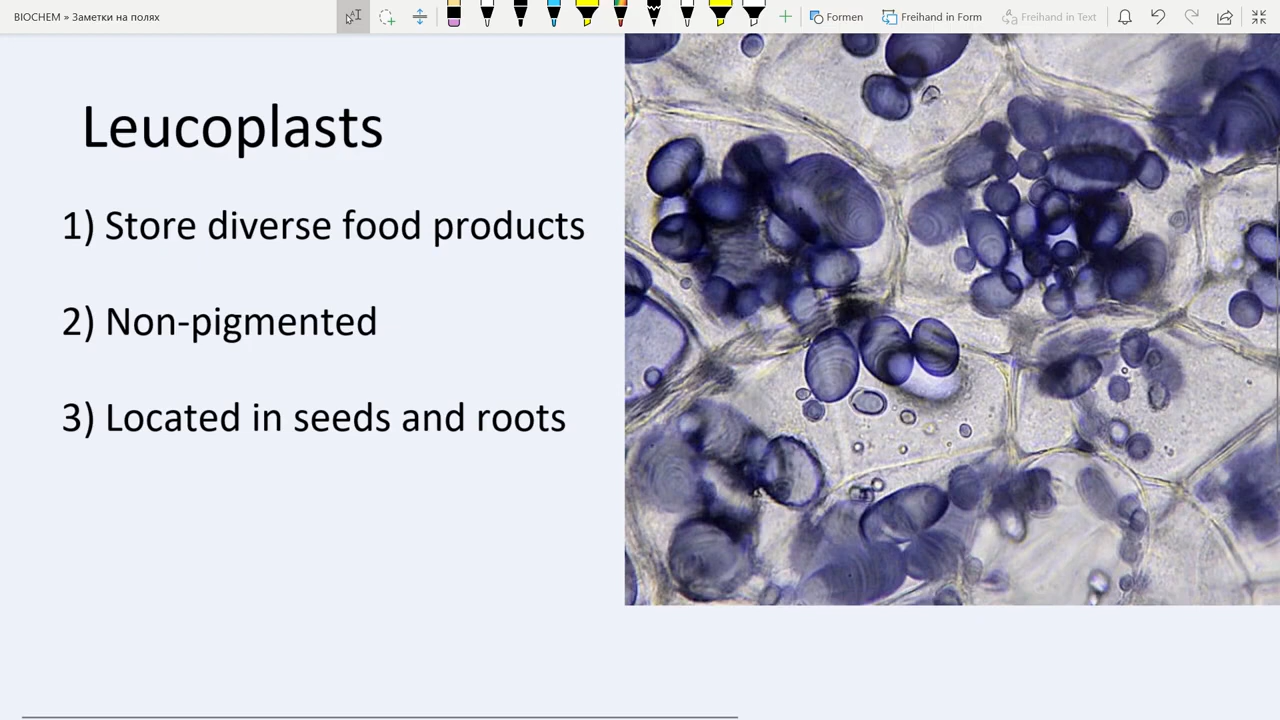 BIOCHEM » Заметки на полях
Formen
Freihand in Form
Freihand in Text
Leucoplasts
1) Store diverse food products
2) Non-pigmented
3) Located in seeds and roots